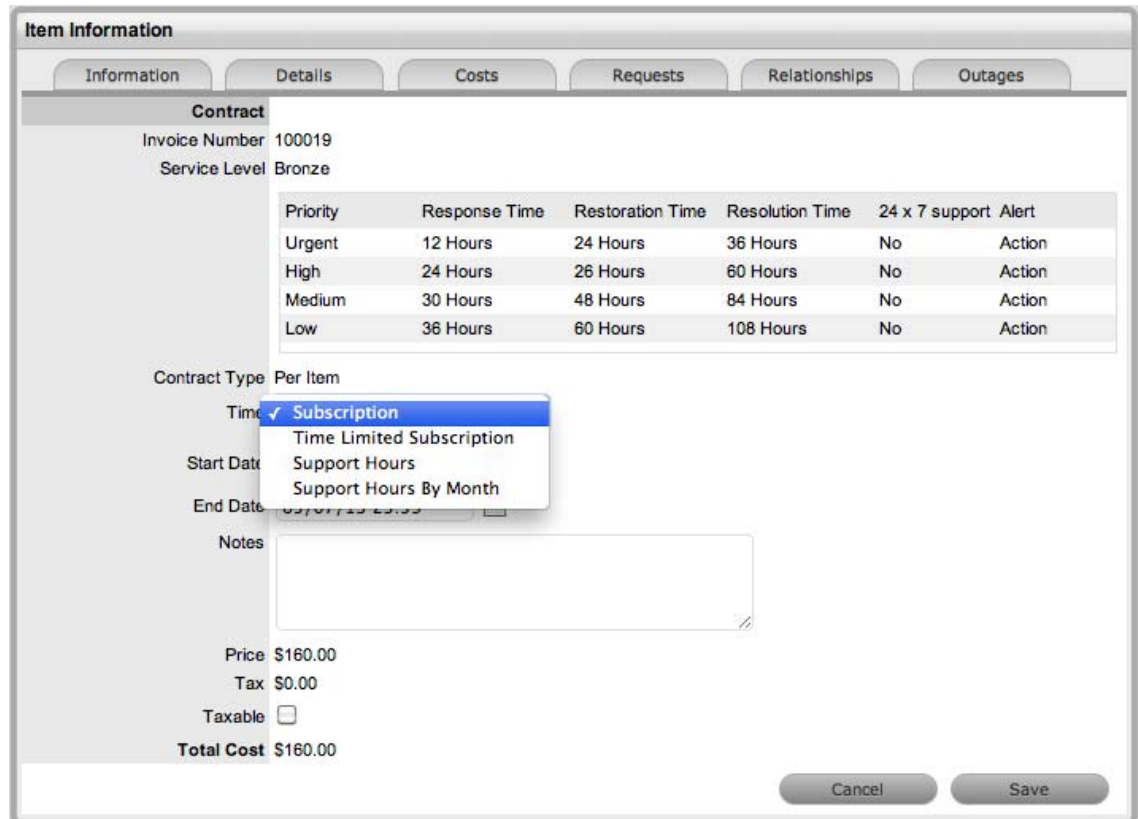 Item Information
Information Details Costs Requests Relationships Outages
Contract
Invoice Number 100019
Service Level Bronze
Priority Response Time Restoration Time Resolution Time 24 x 7 support Alert
Urgent 12 Hours 24 Hours 36 Hours No Action
High 24 Hours 26 Hours 60 Hours No Action
Medium 30 Hours 48 Hours 84 Hours No Action
Low 36 Hours 60 Hours 108 Hours No Action
Contract Type Per Item
Time ✓ Subscription
Time Limited Subscription
Start Date Support Hours
Support Hours By Month
End Date
Notes
Price $160.00
Tax $0.00
Taxable
Total Cost $160.00
Cancel Save